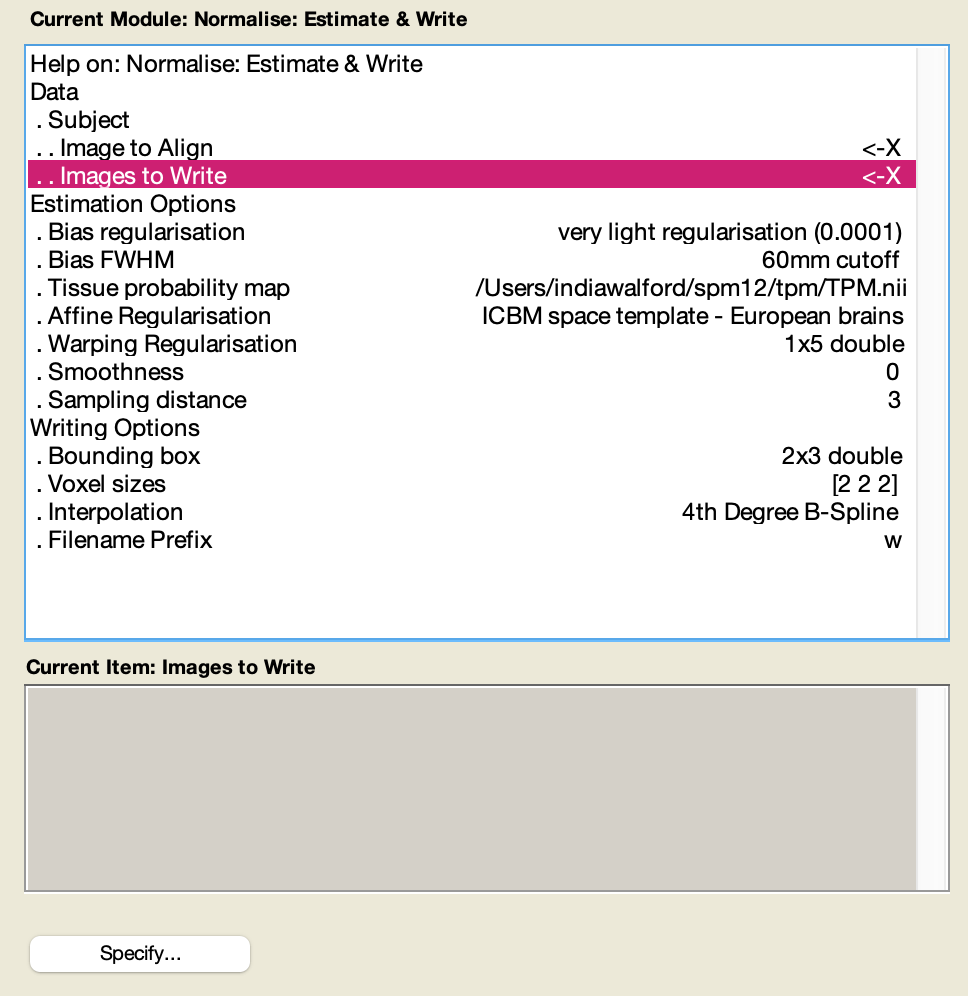 Current Module: Normalise: Estimate & Write
Help on: Normalise: Estimate & Write
Data
. Subject
. . Image to Align <-X
. . Images to Write <-X
Estimation Options
. Bias regularisation very light regularisation (0.0001)
. Bias FWHM 60mm cutoff
. Tissue probability map /Users/indiawalford/spm12/tpm/TPM.nii
. Affine Regularisation ICBM space template - European brains
. Warping Regularisation 1x5 double
. Smoothness 0
. Sampling distance 3
Writing Options
. Bounding box 2x3 double
. Voxel sizes [2 2 2]
. Interpolation 4th Degree B-Spline
. Filename Prefix w
Current Item: Images to Write
Specify...